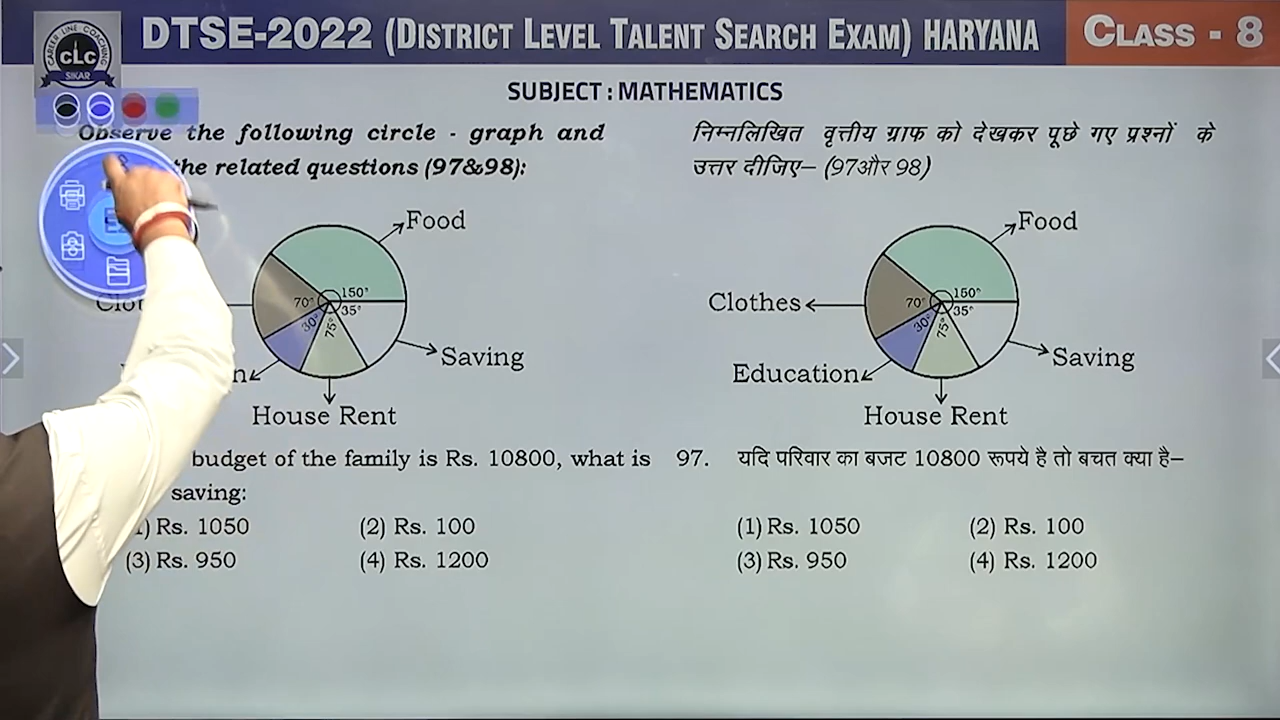 DTSE-2022 (DISTRICT LEVEL TALENT SEARCH EXAM) HARYANA
CLASS - 8
CAREER LINE COACHING
CLC
SIKAR
SUBJECT : MATHEMATICS
Observe the following circle - graph and
the related questions (97&98):
Food
150°
35°
70°
30°
75°
Saving
House Rent
budget of the family is Rs. 10800, what is
saving:
1) Rs. 1050 (2) Rs. 100
(3) Rs. 950 (4) Rs. 1200
निम्नलिखित वृत्तीय ग्राफ को देखकर पूछे गए प्रश्नों के
उत्तर दीजिए– (97और 98)
Food
150°
35°
70°
30°
75°
Clothes
Saving
Education
House Rent
97. यदि परिवार का बजट 10800 रूपये है तो बचत क्या है–
(1) Rs. 1050 (2) Rs. 100
(3) Rs. 950 (4) Rs. 1200